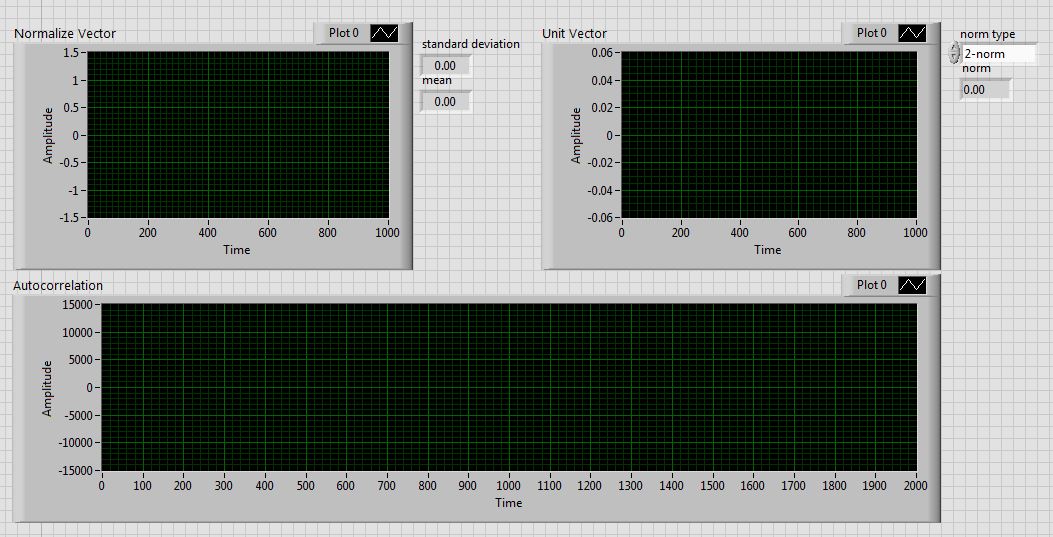 Normalize Vector
Plot 0
standard deviation
0.00
mean
0.00
Amplitude
1.5
1
0.5
0
-0.5
-1
-1.5
0 200 400 600 800 1000
Time
Unit Vector
Plot 0
norm type
2-norm
norm
0.00
Amplitude
0.06
0.04
0.02
0
-0.02
-0.04
-0.06
0 200 400 600 800 1000
Time
Autocorrelation
Plot 0
Amplitude
15000
10000
5000
0
-5000
-10000
-15000
0 100 200 300 400 500 600 700 800 900 1000 1100 1200 1300 1400 1500 1600 1700 1800 1900 2000
Time